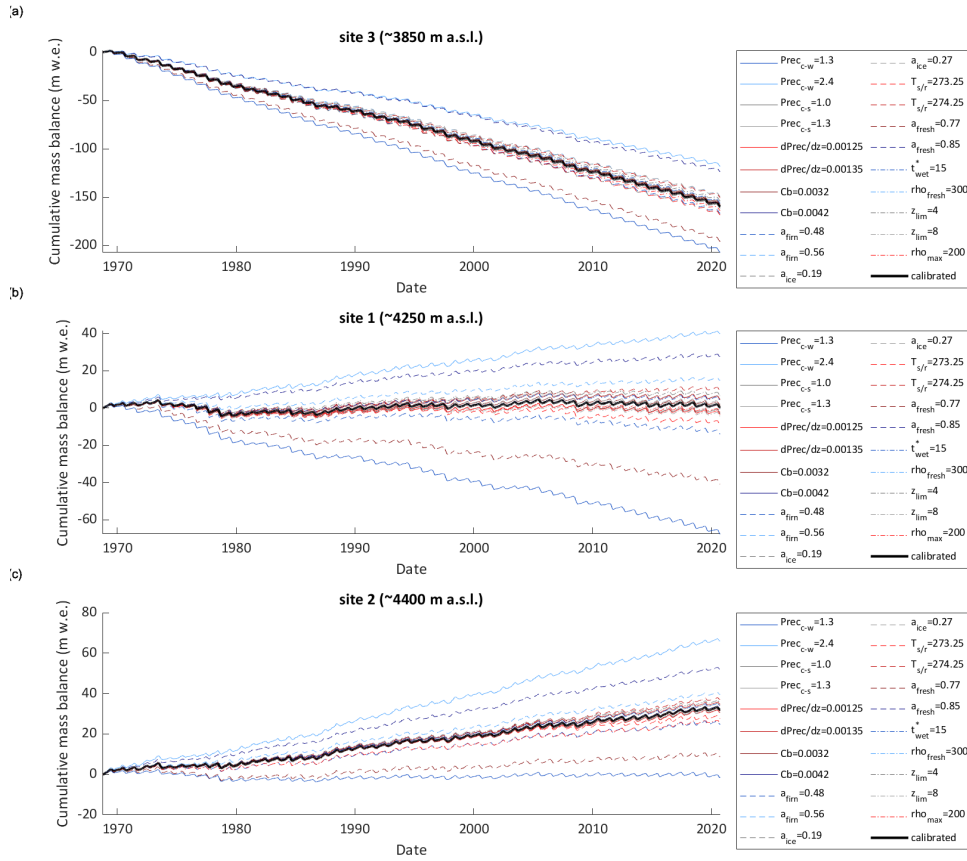 (a)
site 3 (~3850 m a.s.l.)
Cumulative mass balance (m w.e.)
0
-50
-100
-150
-200
1970
1980
1990
2000
2010
2020
Date
Prec_c-w=1.3
Prec_c-w=2.4
Prec_c-s=1.0
Prec_c-s=1.3
dPrec/dz=0.00125
dPrec/dz=0.00135
Cb=0.0032
Cb=0.0042
a_firn=0.48
a_firn=0.56
a_ice=0.19
a_ice=0.27
T_s/r=273.25
T_s/r=274.25
a_fresh=0.77
a_fresh=0.85
t*_wet=15
rho_fresh=300
z_lim=4
z_lim=8
rho_max=200
calibrated
(b)
site 1 (~4250 m a.s.l.)
Cumulative mass balance (m w.e.)
40
20
0
-20
-40
-60
1970
1980
1990
2000
2010
2020
Date
Prec_c-w=1.3
Prec_c-w=2.4
Prec_c-s=1.0
Prec_c-s=1.3
dPrec/dz=0.00125
dPrec/dz=0.00135
Cb=0.0032
Cb=0.0042
a_firn=0.48
a_firn=0.56
a_ice=0.19
a_ice=0.27
T_s/r=273.25
T_s/r=274.25
a_fresh=0.77
a_fresh=0.85
t*_wet=15
rho_fresh=300
z_lim=4
z_lim=8
rho_max=200
calibrated
(c)
site 2 (~4400 m a.s.l.)
Cumulative mass balance (m w.e.)
80
60
40
20
0
-20
1970
1980
1990
2000
2010
2020
Date
Prec_c-w=1.3
Prec_c-w=2.4
Prec_c-s=1.0
Prec_c-s=1.3
dPrec/dz=0.00125
dPrec/dz=0.00135
Cb=0.0032
Cb=0.0042
a_firn=0.48
a_firn=0.56
a_ice=0.19
a_ice=0.27
T_s/r=273.25
T_s/r=274.25
a_fresh=0.77
a_fresh=0.85
t*_wet=15
rho_fresh=300
z_lim=4
z_lim=8
rho_max=200
calibrated